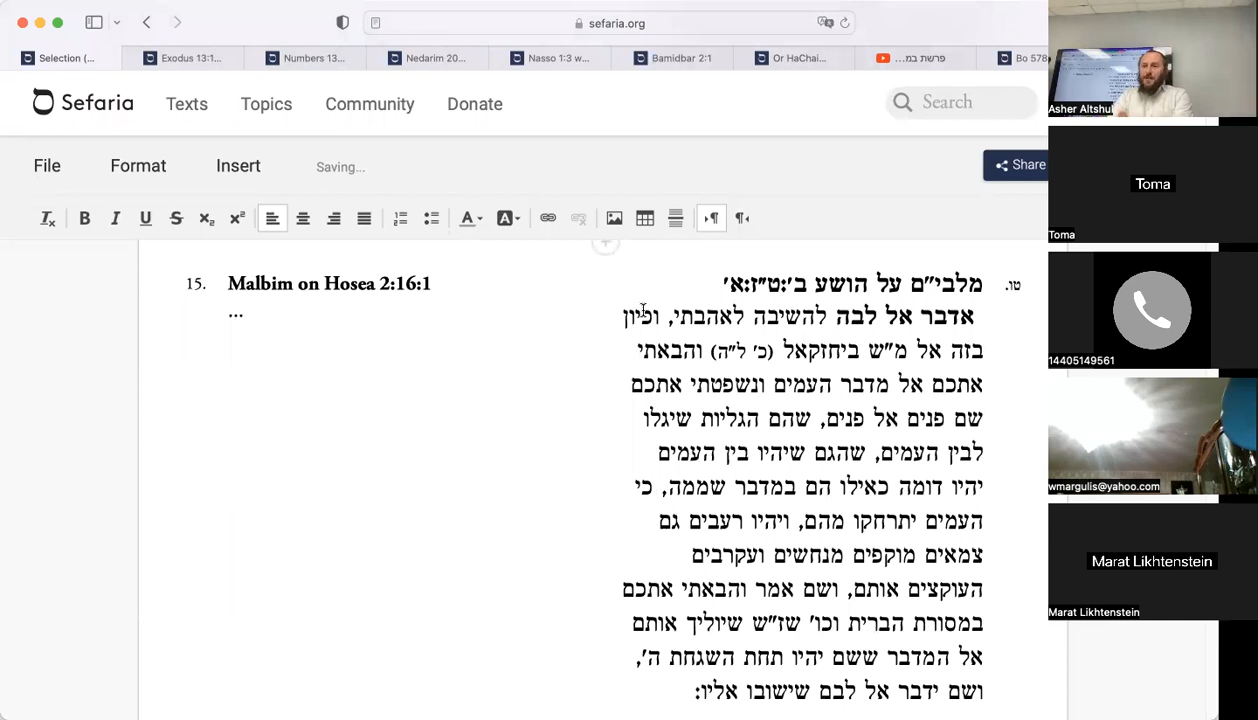 sefaria.org
Selection (...
Exodus 13:1...
Numbers 13...
Nedarim 20...
Nasso 1:3 w...
Bamidbar 2:1
Or HaChai...
פרשת במ...
Bo 578
Sefaria
Texts
Topics
Community
Donate
Search
File
Format
Insert
Saving...
Share
15.
Malbim on Hosea 2:16:1
...
טו.
מלבי״ם על הושע ב׳:ט״ז:א׳
אדבר אל לבה להשיבה לאהבתי, וכיון
בזה אל מ"ש ביחזקאל (כ' ל"ה) והבאתי
אתכם אל מדבר העמים ונשפטתי אתכם
שם פנים אל פנים, שהם הגליות שיגלו
לבין העמים, שהגם שיהיו בין העמים
יהיו דומה כאילו הם במדבר שממה, כי
העמים יתרחקו מהם, ויהיו רעבים גם
צמאים מוקפים מנחשים ועקרבים
העוקצים אותם, ושם אמר והבאתי אתכם
במסורת הברית וכו' שז"ש שיוליך אותם
אל המדבר ששם יהיו תחת השגחת ה',
ושם ידבר אל לבם שישובו אליו:
Asher Altshul
Toma
Toma
14405149561
wmargulis@yahoo.com
Marat Likhtenstein
Marat Likhtenstein